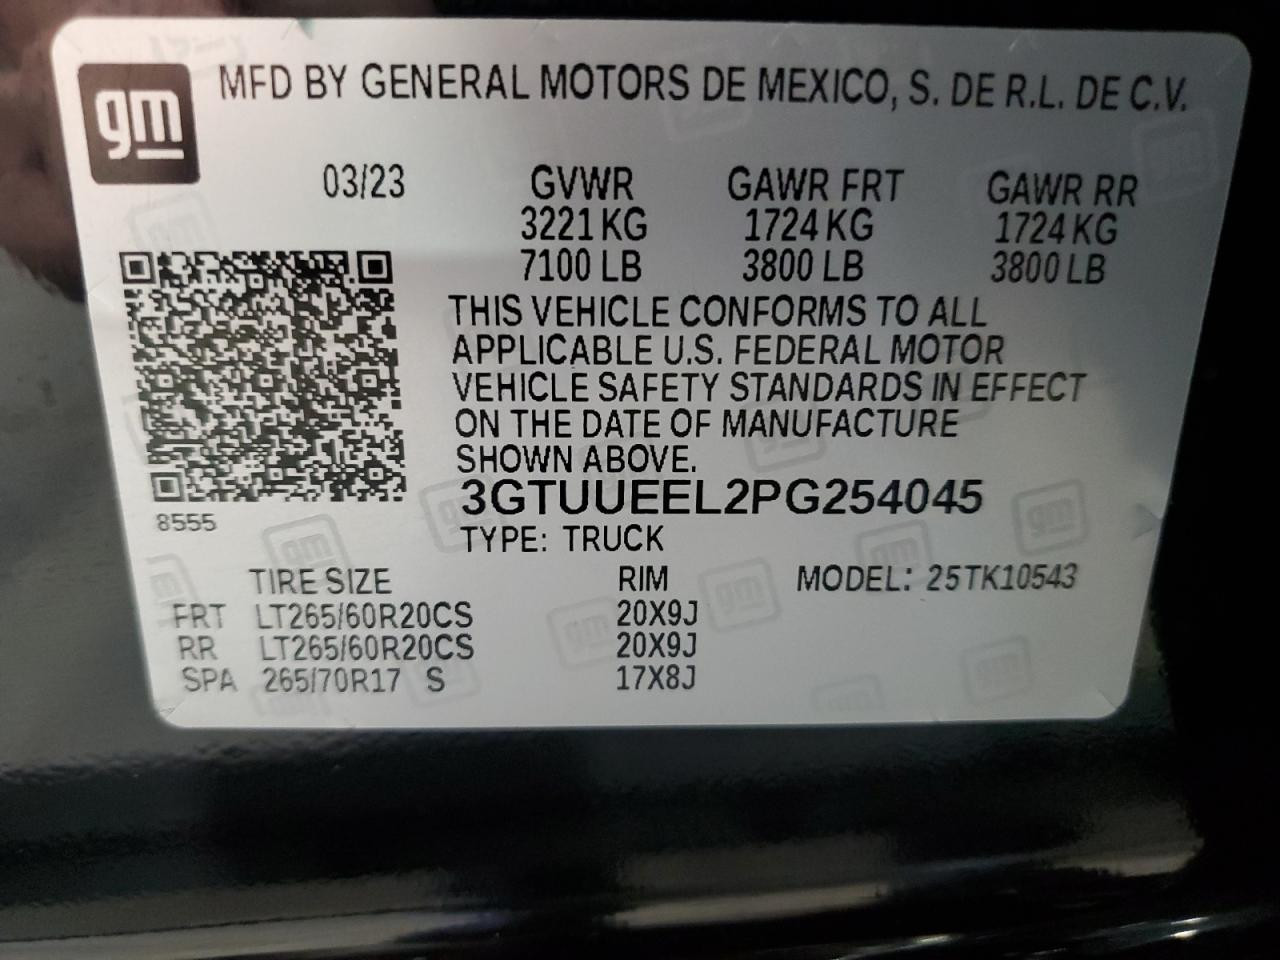 gm
MFD BY GENERAL MOTORS DE MEXICO, S. DE R.L. DE C.V.
03/23 GVWR GAWR FRT GAWR RR
3221 KG 1724 KG 1724 KG
7100 LB 3800 LB 3800 LB
THIS VEHICLE CONFORMS TO ALL
APPLICABLE U.S. FEDERAL MOTOR
VEHICLE SAFETY STANDARDS IN EFFECT
ON THE DATE OF MANUFACTURE
SHOWN ABOVE.
3GTUUEEL2PG254045
8555
TYPE: TRUCK
TIRE SIZE RIM MODEL: 25TK10543
FRT LT265/60R20CS 20X9J
RR LT265/60R20CS 20X9J
SPA 265/70R17 S 17X8J